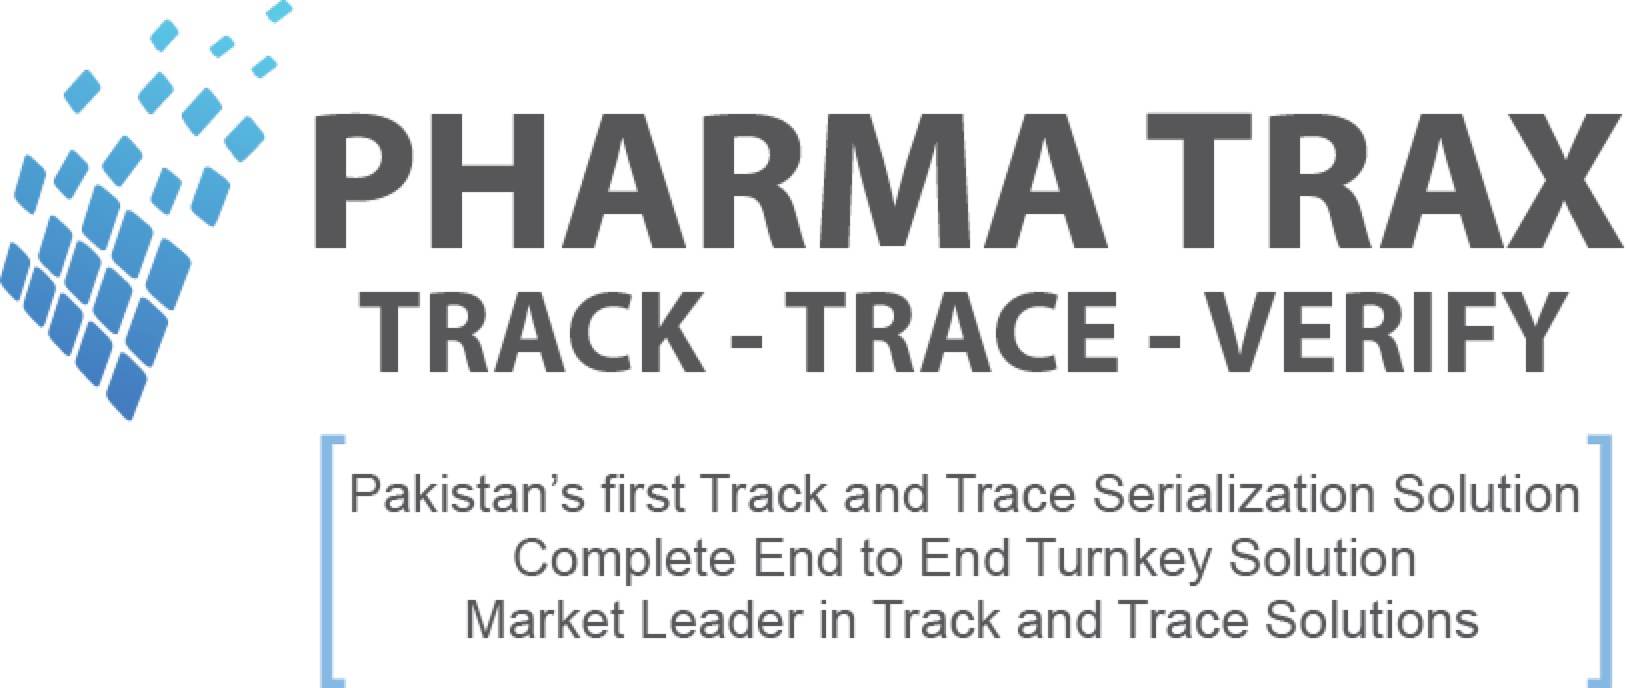 PHARMA TRAX
TRACK - TRACE - VERIFY
Pakistan’s first Track and Trace Serialization Solution
Complete End to End Turnkey Solution
Market Leader in Track and Trace Solutions